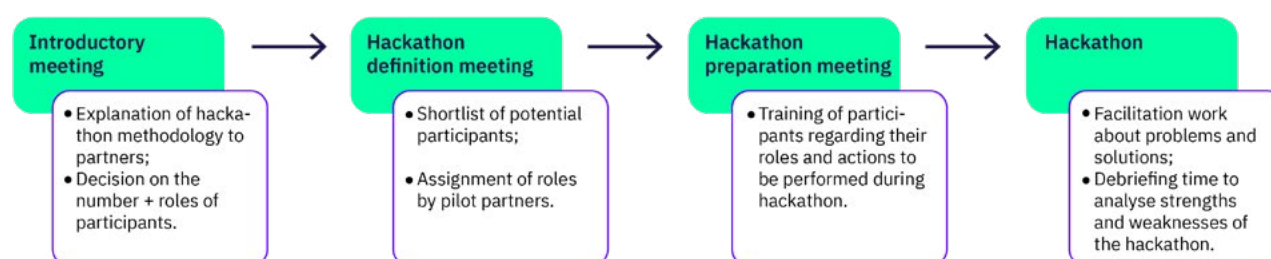 Introductory
meeting
• Explanation of hacka-
thon methodology to
partners;
• Decision on the
number + roles of
participants.
Hackathon
definition meeting
• Shortlist of potential
participants;
• Assignment of roles
by pilot partners.
Hackathon
preparation meeting
• Training of partici-
pants regarding their
roles and actions to
be performed during
hackathon.
Hackathon
• Facilitation work
about problems and
solutions;
• Debriefing time to
analyse strengths
and weaknesses of
the hackathon.